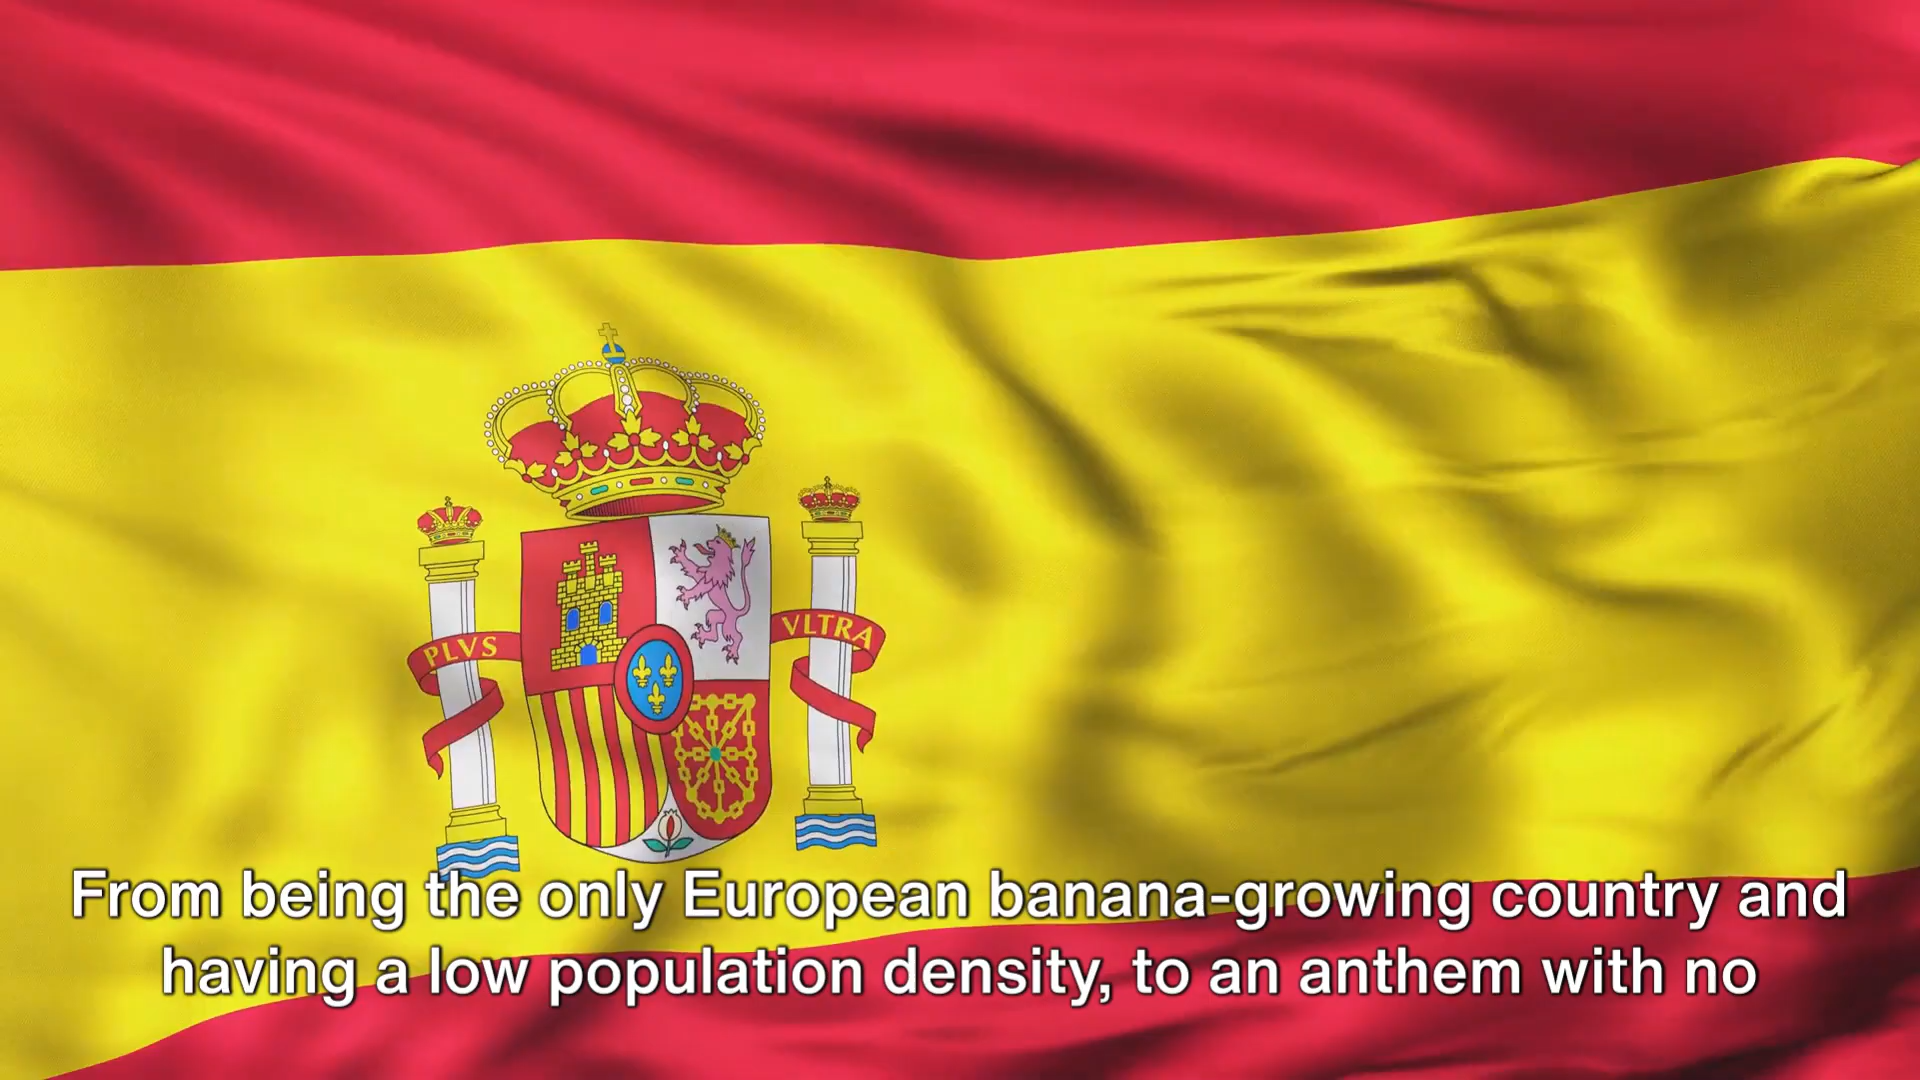 PLVS
VLTRA
From being the only European banana-growing country and
having a low population density, to an anthem with no